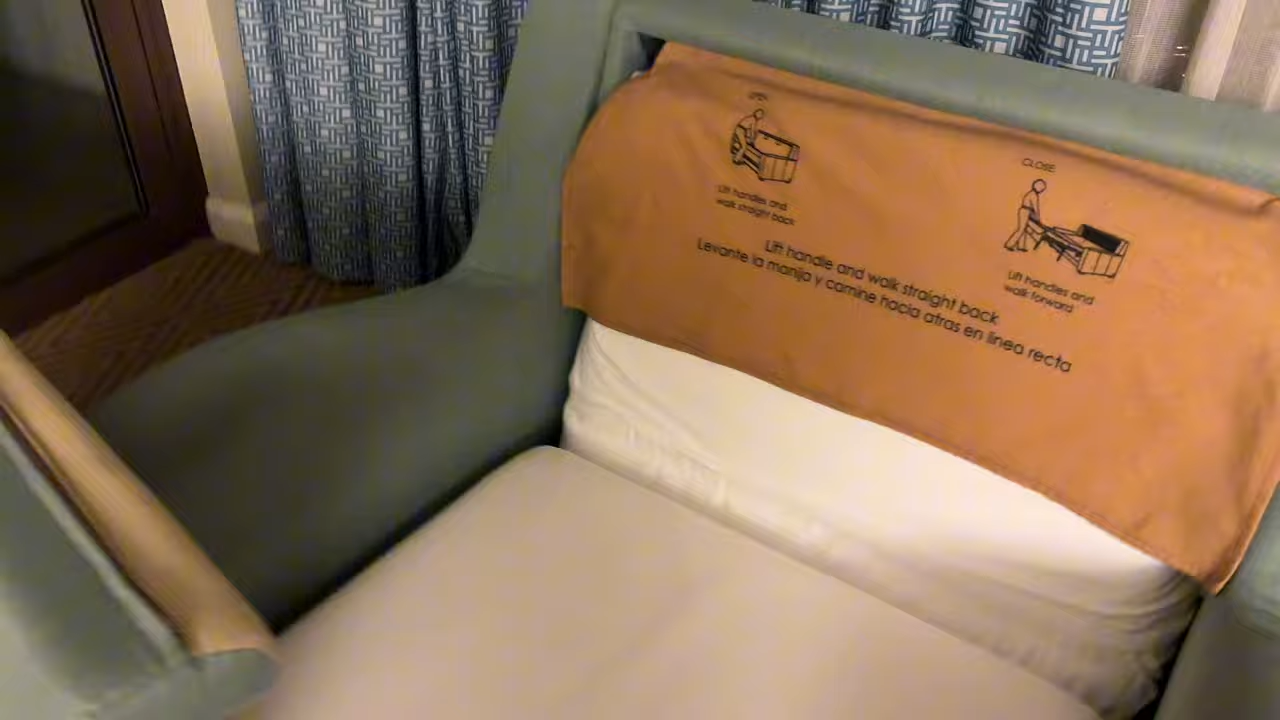 OPEN
Lift handles and
walk straight back
CLOSE
Lift handles and
walk forward
Lift handle and walk straight back
Levante la manija y camine hacia atras en linea recta